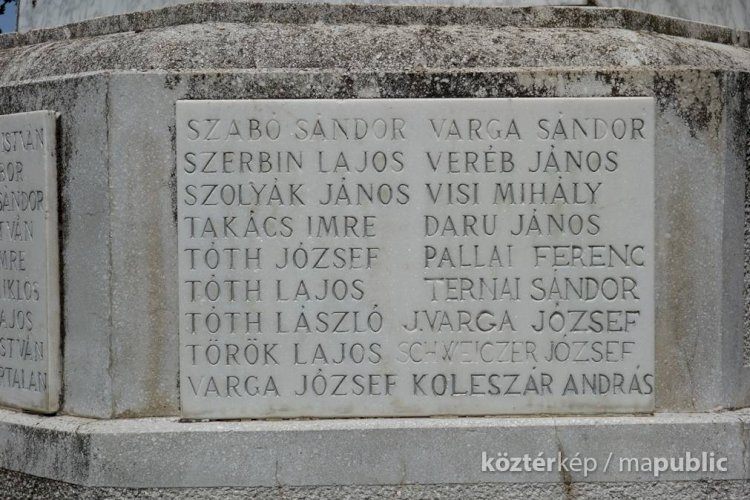 ISTVÁN
SÁNDOR
SZABÓ SÁNDOR VARGA SÁNDOR
SZERBIN LAJOS VERÉB JÁNOS
SZOLYÁK JÁNOS VISI MIHÁLY
TAKÁCS IMRE DARU JÁNOS
TÓTH JÓZSEF PALLAI FERENC
TÓTH LAJOS TERNAI SÁNDOR
TÓTH LÁSZLÓ J.VARGA JÓZSEF
TÖRÖK LAJOS SCHWEICZER JÓZSEF
VARGA JÓZSEF KOLESZÁR ANDRÁS
köztérkép / mapublic